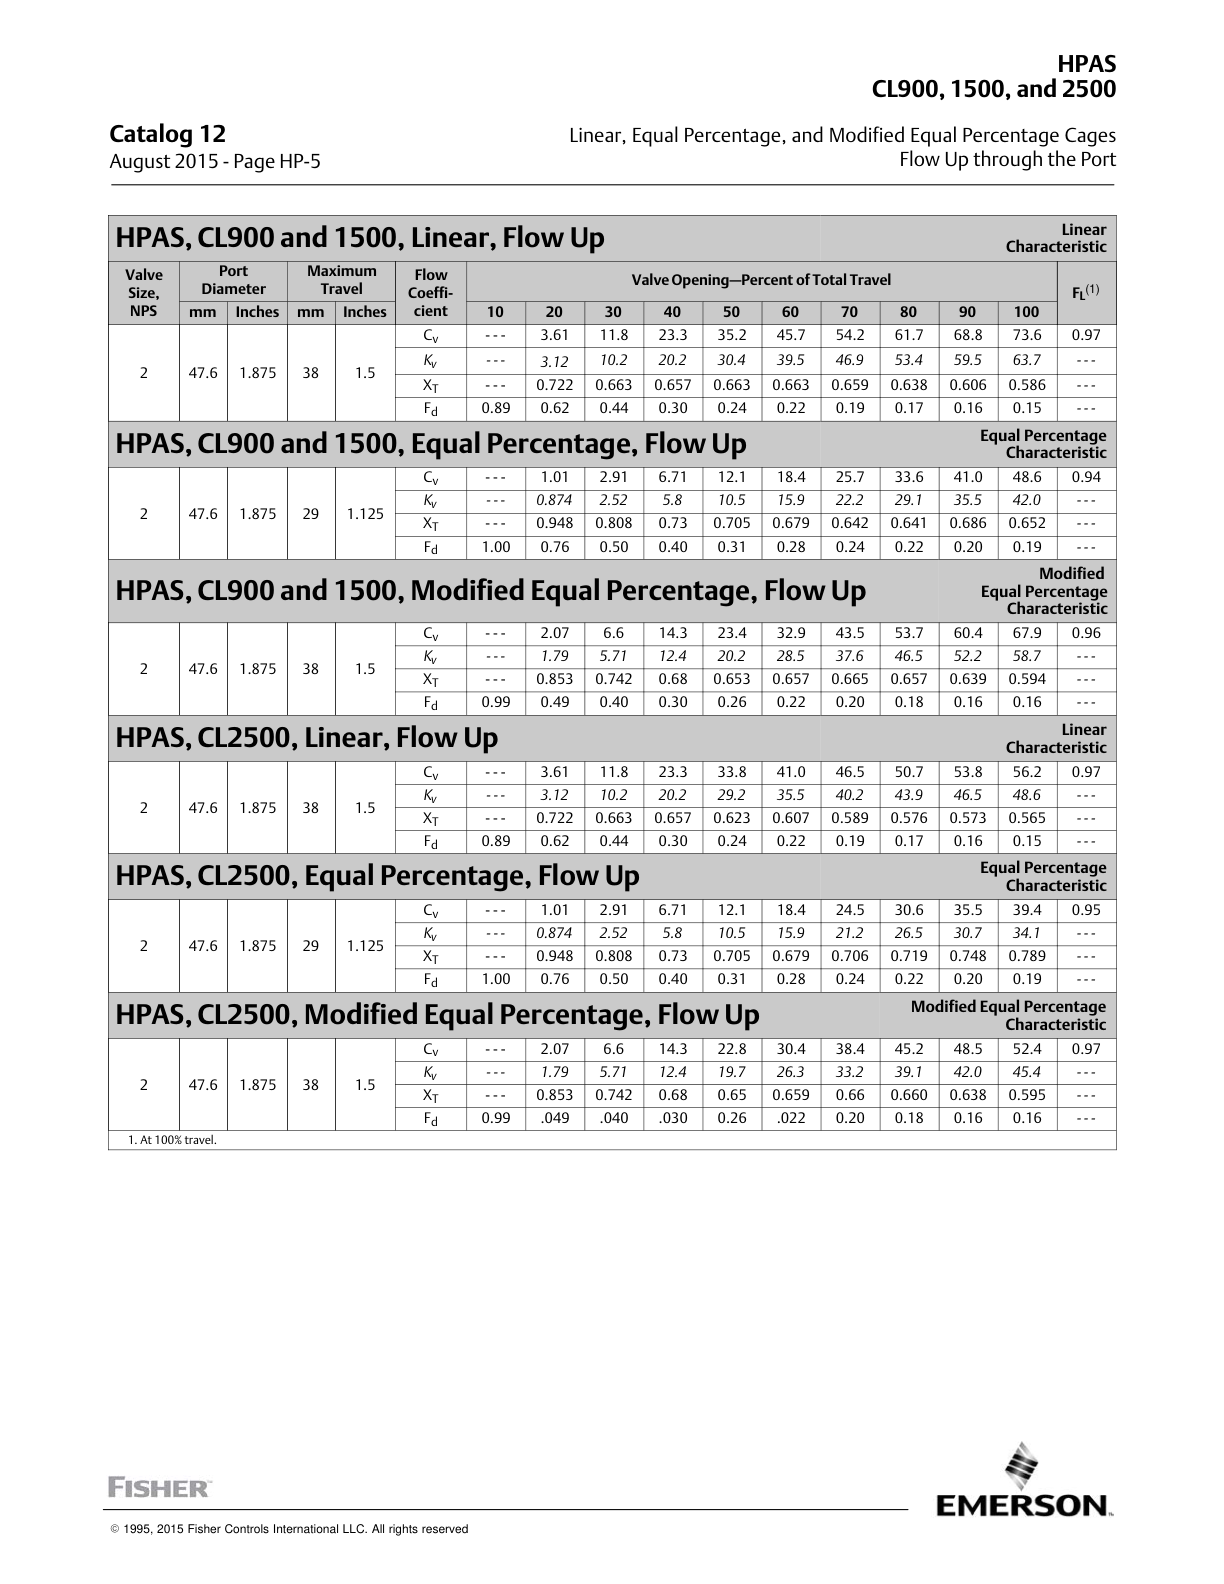 HPAS
CL900, 1500, and 2500
Catalog 12
August 2015 - Page HP-5
Linear, Equal Percentage, and Modified Equal Percentage Cages
Flow Up through the Port
HPAS, CL900 and 1500, Linear, Flow Up Linear Characteristic
Valve Size, NPS Port Diameter Maximum Travel Flow Coeffi-cient Valve Opening—Percent of Total Travel FL(1)
mm Inches mm Inches 10 20 30 40 50 60 70 80 90 100
2 47.6 1.875 38 1.5
Cv --- 3.61 11.8 23.3 35.2 45.7 54.2 61.7 68.8 73.6 0.97
Kv --- 3.12 10.2 20.2 30.4 39.5 46.9 53.4 59.5 63.7 ---
XT --- 0.722 0.663 0.657 0.663 0.663 0.659 0.638 0.606 0.586 ---
Fd 0.89 0.62 0.44 0.30 0.24 0.22 0.19 0.17 0.16 0.15 ---
HPAS, CL900 and 1500, Equal Percentage, Flow Up Equal Percentage Characteristic
2 47.6 1.875 29 1.125
Cv --- 1.01 2.91 6.71 12.1 18.4 25.7 33.6 41.0 48.6 0.94
Kv --- 0.874 2.52 5.8 10.5 15.9 22.2 29.1 35.5 42.0 ---
XT --- 0.948 0.808 0.73 0.705 0.679 0.642 0.641 0.686 0.652 ---
Fd 1.00 0.76 0.50 0.40 0.31 0.28 0.24 0.22 0.20 0.19 ---
HPAS, CL900 and 1500, Modified Equal Percentage, Flow Up Modified Equal Percentage Characteristic
2 47.6 1.875 38 1.5
Cv --- 2.07 6.6 14.3 23.4 32.9 43.5 53.7 60.4 67.9 0.96
Kv --- 1.79 5.71 12.4 20.2 28.5 37.6 46.5 52.2 58.7 ---
XT --- 0.853 0.742 0.68 0.653 0.657 0.665 0.657 0.639 0.594 ---
Fd 0.99 0.49 0.40 0.30 0.26 0.22 0.20 0.18 0.16 0.16 ---
HPAS, CL2500, Linear, Flow Up Linear Characteristic
2 47.6 1.875 38 1.5
Cv --- 3.61 11.8 23.3 33.8 41.0 46.5 50.7 53.8 56.2 0.97
Kv --- 3.12 10.2 20.2 29.2 35.5 40.2 43.9 46.5 48.6 ---
XT --- 0.722 0.663 0.657 0.623 0.607 0.589 0.576 0.573 0.565 ---
Fd 0.89 0.62 0.44 0.30 0.24 0.22 0.19 0.17 0.16 0.15 ---
HPAS, CL2500, Equal Percentage, Flow Up Equal Percentage Characteristic
2 47.6 1.875 29 1.125
Cv --- 1.01 2.91 6.71 12.1 18.4 24.5 30.6 35.5 39.4 0.95
Kv --- 0.874 2.52 5.8 10.5 15.9 21.2 26.5 30.7 34.1 ---
XT --- 0.948 0.808 0.73 0.705 0.679 0.706 0.719 0.748 0.789 ---
Fd 1.00 0.76 0.50 0.40 0.31 0.28 0.24 0.22 0.20 0.19 ---
HPAS, CL2500, Modified Equal Percentage, Flow Up Modified Equal Percentage Characteristic
2 47.6 1.875 38 1.5
Cv --- 2.07 6.6 14.3 22.8 30.4 38.4 45.2 48.5 52.4 0.97
Kv --- 1.79 5.71 12.4 19.7 26.3 33.2 39.1 42.0 45.4 ---
XT --- 0.853 0.742 0.68 0.65 0.659 0.66 0.660 0.638 0.595 ---
Fd 0.99 .049 .040 .030 0.26 .022 0.20 0.18 0.16 0.16 ---
1. At 100% travel.
FISHER™
EMERSON™
© 1995, 2015 Fisher Controls International LLC. All rights reserved